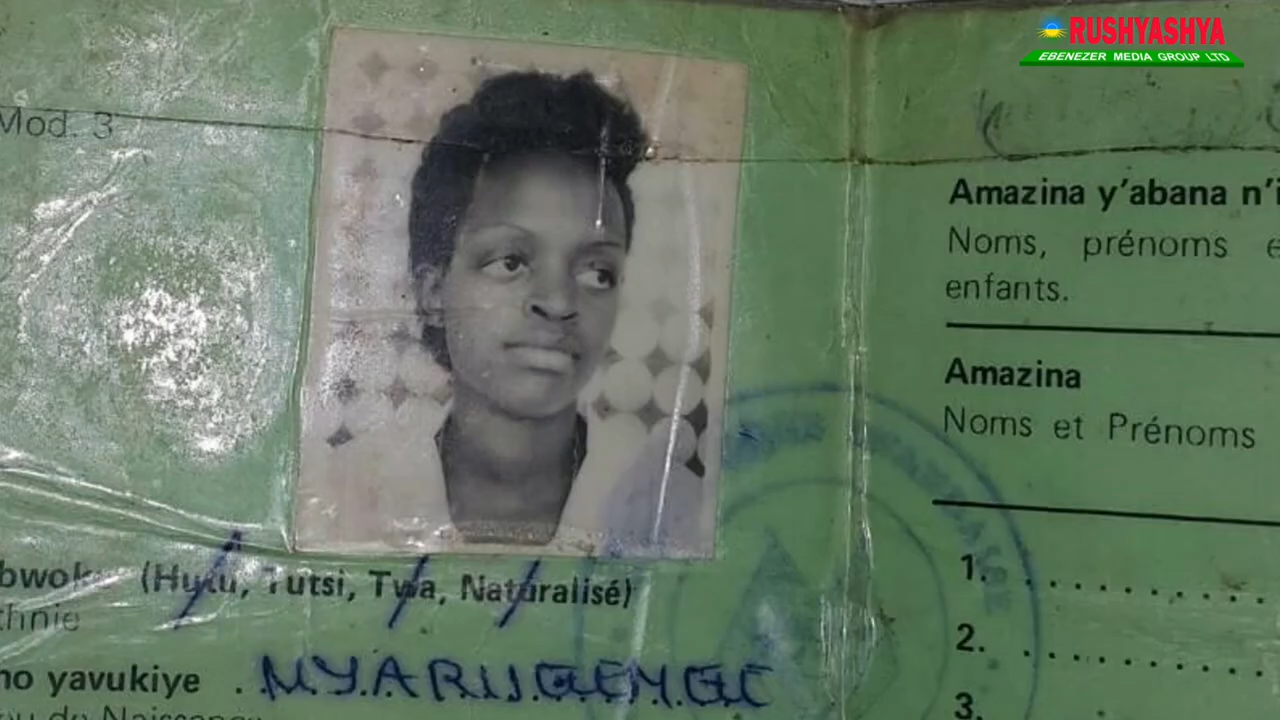 RUSHYASHYA
EBENEZER MEDIA GROUP LTD
Mod. 3
(Hutu, Tutsi, Twa, Naturalisé)
yavukiye . NYARUGENGE
Amazina y'abana
Noms, prénoms
enfants.
Amazina
Noms et Prénoms
1.
2.
3.